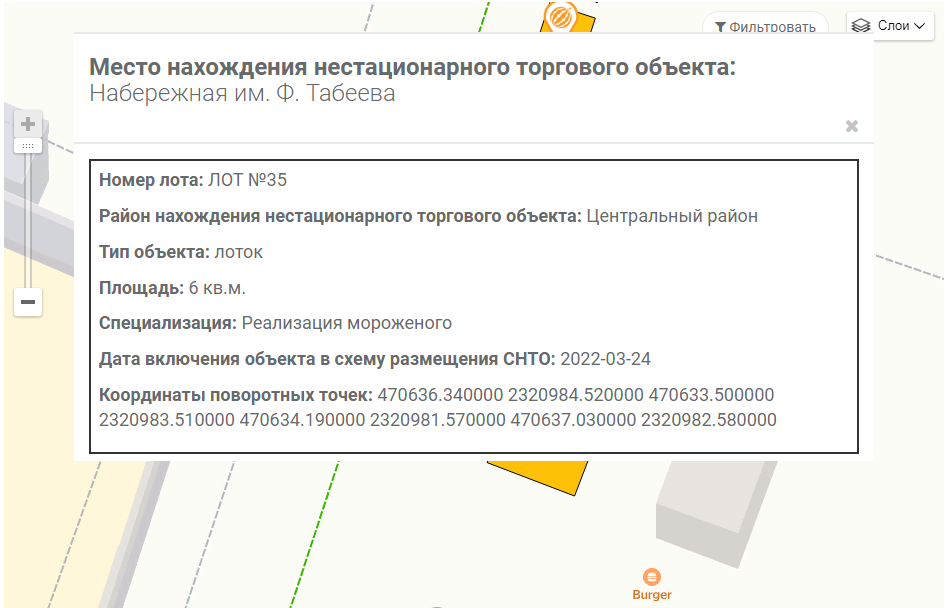 Фильтровать
Слои
Место нахождения нестационарного торгового объекта:
Набережная им. Ф. Табеева
Номер лота: ЛОТ №35
Район нахождения нестационарного торгового объекта: Центральный район
Тип объекта: лоток
Площадь: 6 кв.м.
Специализация: Реализация мороженого
Дата включения объекта в схему размещения СНТО: 2022-03-24
Координаты поворотных точек: 470636.340000 2320984.520000 470633.500000
2320983.510000 470634.190000 2320981.570000 470637.030000 2320982.580000
Burger